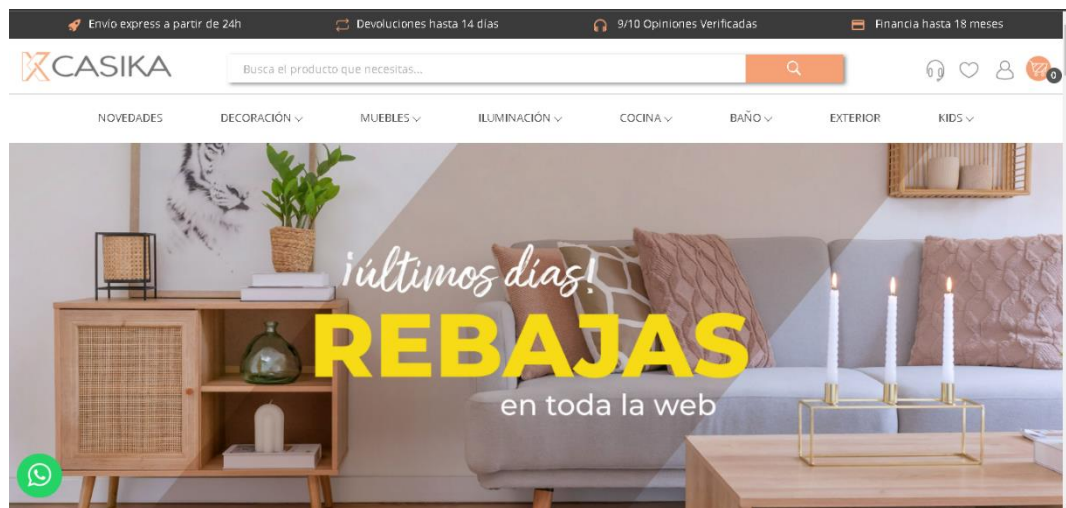 Envío express a partir de 24h
Devoluciones hasta 14 días
9/10 Opiniones Verificadas
Financia hasta 18 meses
CASIKA
Busca el producto que necesitas...
0
NOVEDADES
DECORACIÓN
MUEBLES
ILUMINACIÓN
COCINA
BAÑO
EXTERIOR
KIDS
¡últimos días!
REBAJAS
en toda la web